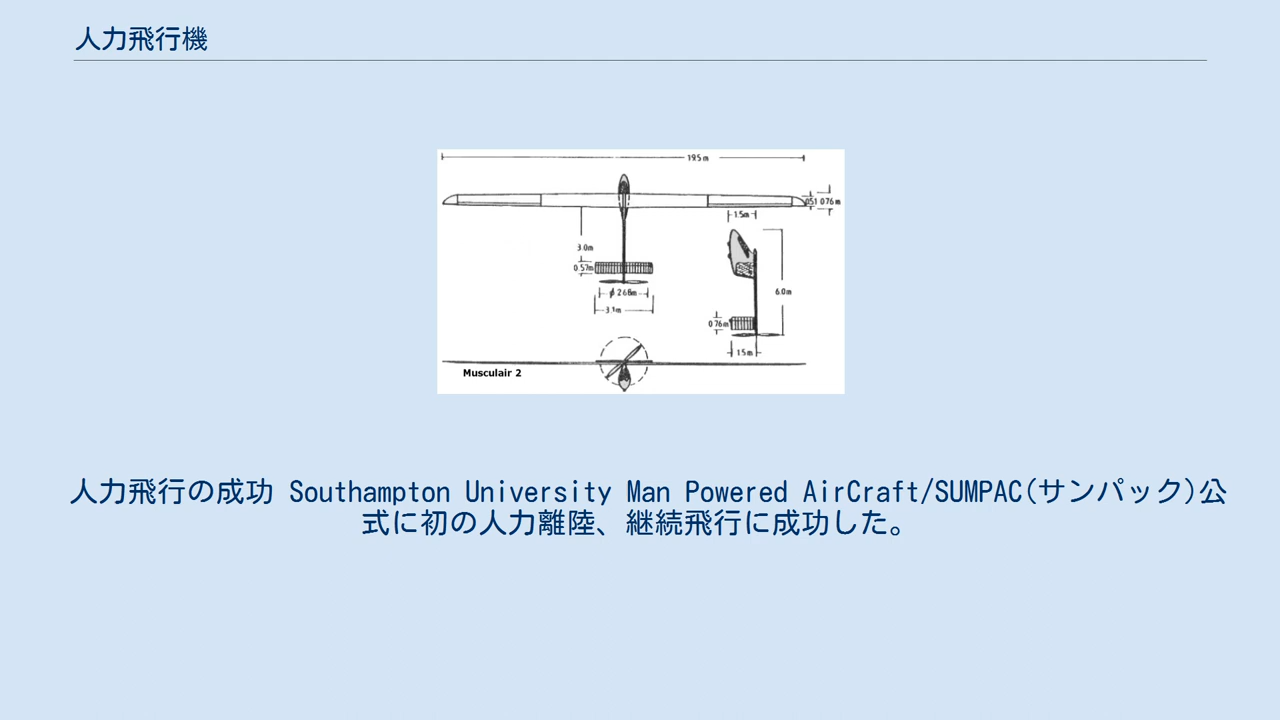 人力飛行機
19.5m
0.51 0.76m
1.5m
3.0m
0.57m
6.0m
φ2.68m
3.1m
0.76m
1.5m
Musculair 2
人力飛行の成功 Southampton University Man Powered AirCraft/SUMPAC(サンパック)公
式に初の人力離陸、継続飛行に成功した。